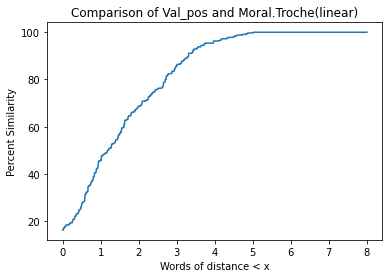 Comparison of Val_pos and Moral.Troche(linear)
Percent Similarity
100
80
60
40
20
0 1 2 3 4 5 6 7 8
Words of distance < x